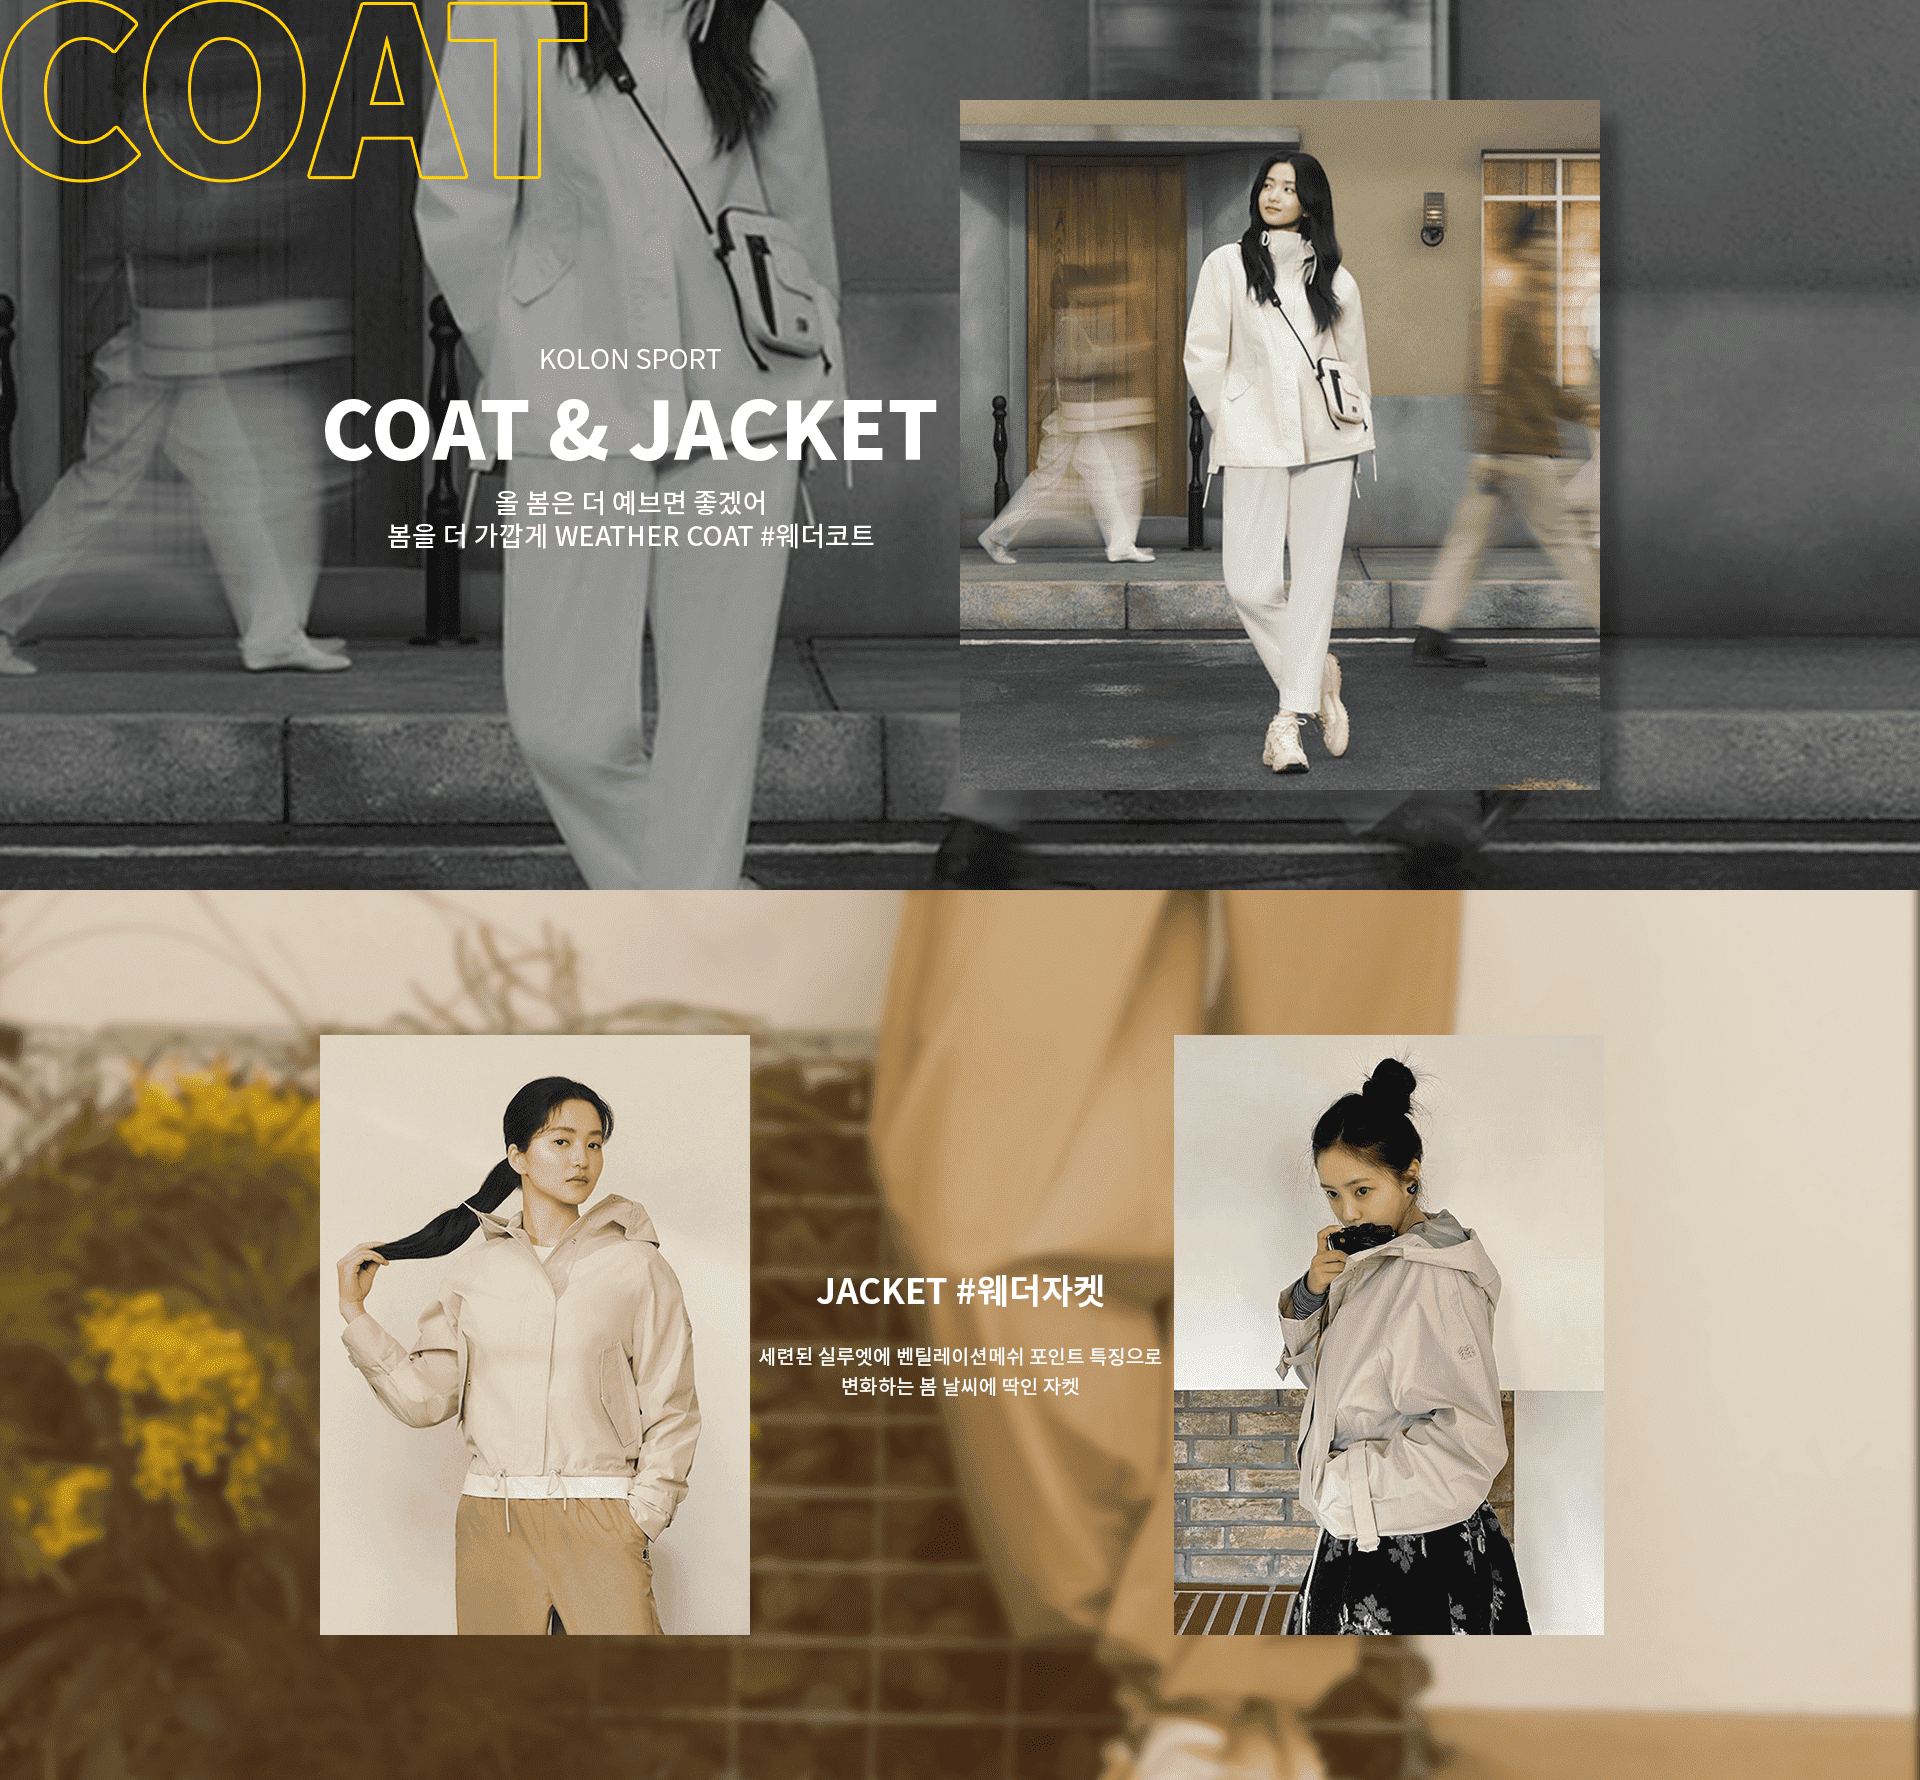 COAT
KOLON SPORT
COAT & JACKET
올 봄은 더 예브면 좋겠어
봄을 더 가깝게 WEATHER COAT #웨더코트
JACKET #웨더자켓
세련된 실루엣에 벤틸레이션메쉬 포인트 특징으로
변화하는 봄 날씨에 딱인 자켓